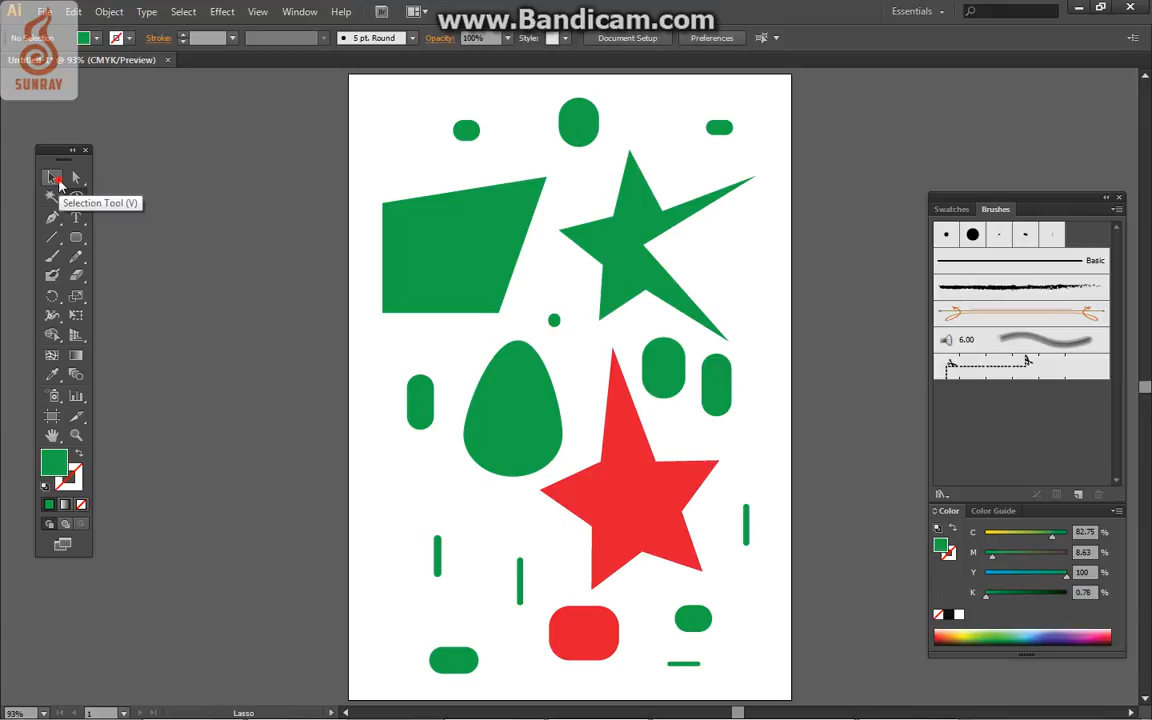 www.Bandicam.com
Ai File Edit Object Type Select Effect View Window Help Br Essentials
No Selection Stroke: 5 pt. Round Opacity: 100% Style: Document Setup Preferences
@ 93% (CMYK/Preview) ×
SUNRAY
Selection Tool (V)
T
Swatches Brushes
Basic
6.00
Color Color Guide
C 82.75 %
M 8.63 %
Y 100 %
K 0.78 %
93% 1 Lasso